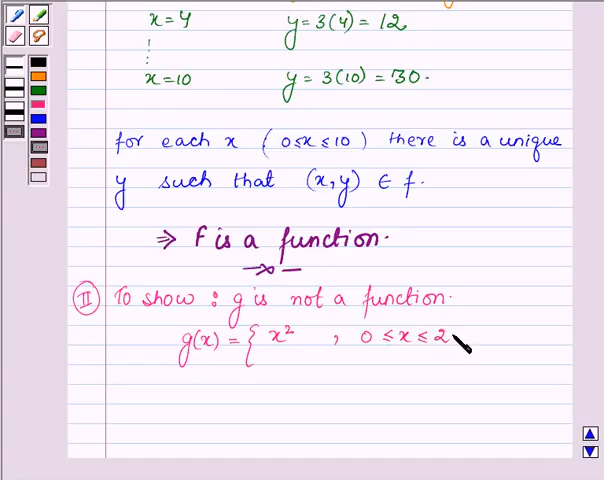 x=4 y=3(4)=12
x=10 y=3(10)=30.
for each x (0≤x≤10) there is a unique
y such that (x,y) ∈ f.
⇒ f is a function.
II To show : g is not a function.
g(x) = { x² , 0 ≤ x ≤ 2